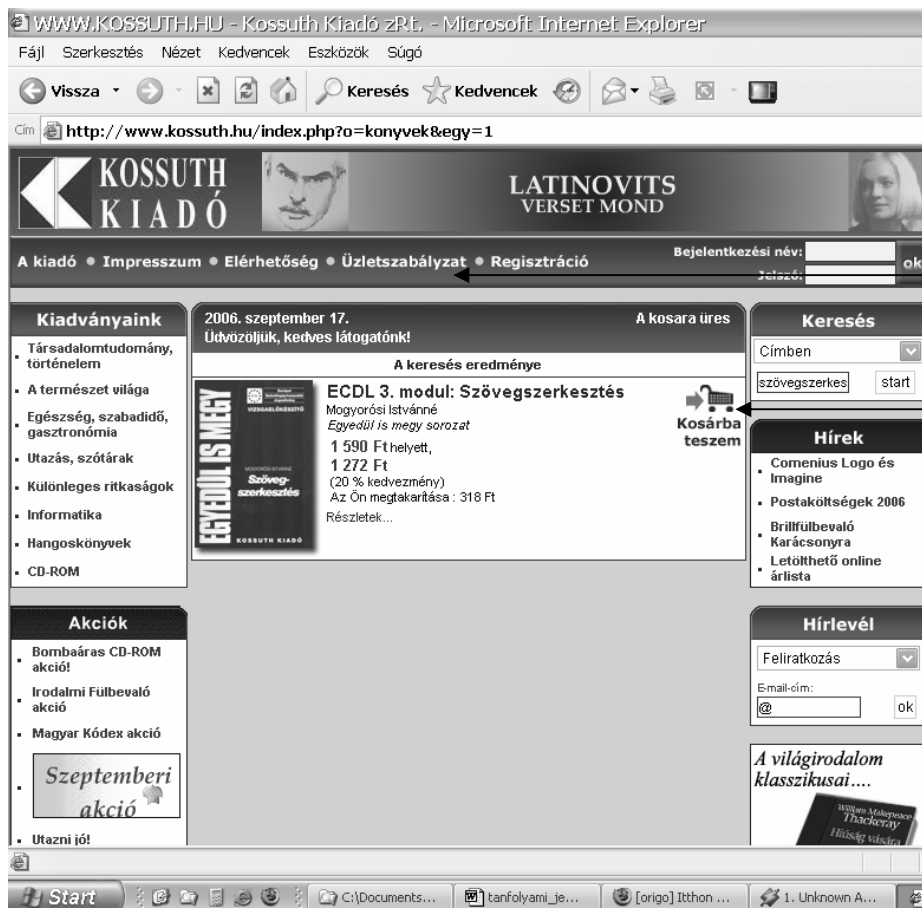 WWW.KOSSUTH.HU - Kossuth Kiadó zRt. - Microsoft Internet Explorer
Fájl Szerkesztés Nézet Kedvencek Eszközök Súgó
Vissza Keresés Kedvencek
Cím http://www.kossuth.hu/index.php?o=konyvek&egy=1
KOSSUTH
KIADÓ
LATINOVITS
VERSET MOND
A kiadó • Impresszum • Elérhetőség • Üzletszabályzat • Regisztráció
Bejelentkezési név:
Jelszó:
ok
Kiadványaink
Társadalomtudomány,
történelem
A természet világa
Egészség, szabadidő,
gasztronómia
Utazás, szótárak
Különleges ritkaságok
Informatika
Hangoskönyvek
CD-ROM
Akciók
Bombaáras CD-ROM
akció!
Irodalmi Fülbevaló
akció
Magyar Kódex akció
Szeptemberi
akció
Utazni jó!
2006. szeptember 17. A kosara üres
Üdvözöljük, kedves látogatónk!
A keresés eredménye
EGYEDÜL IS MEGY
VIZSGAELŐKÉSZÍTŐ
MOGYORÓSI ISTVÁNNÉ
Szöveg-
szerkesztés
KOSSUTH KIADÓ
ECDL 3. modul: Szövegszerkesztés
Mogyorósi Istvánné
Egyedül is megy sorozat
1 590 Ft helyett,
1 272 Ft
(20 % kedvezmény)
Az Ön megtakarítása : 318 Ft
Részletek...
Kosárba
teszem
Keresés
Címben
szövegszerkes start
Hírek
Comenius Logo és
Imagine
Postaköltségek 2006
Brillfülbevaló
Karácsonyra
Letölthető online
árlista
Hírlevél
Feliratkozás
E-mail-cím:
@ ok
A világirodalom
klasszikusai....
William Makepeace
Thackeray
Hiúság vására
Start C:\Documents... tanfolyami_je... [origo] Itthon ... 1. Unknown A...